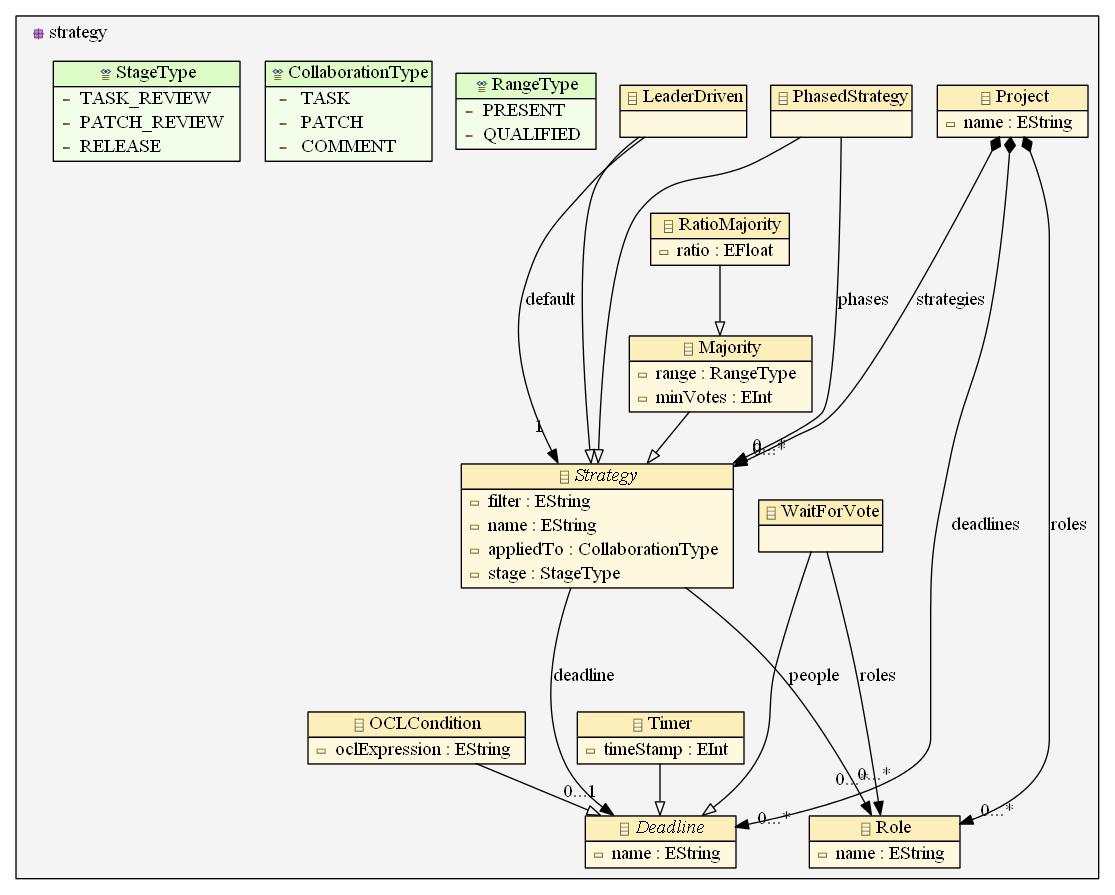 strategy
StageType
TASK_REVIEW
PATCH_REVIEW
RELEASE
CollaborationType
TASK
PATCH
COMMENT
RangeType
PRESENT
QUALIFIED
LeaderDriven
PhasedStrategy
Project
name : EString
RatioMajority
ratio : EFloat
default
phases
strategies
Majority
range : RangeType
minVotes : EInt
1
0...*
Strategy
filter : EString
name : EString
appliedTo : CollaborationType
stage : StageType
WaitForVote
deadlines
roles
deadline
people
roles
OCLCondition
oclExpression : EString
Timer
timeStamp : EInt
0...1
0...*
0...*
0...*
0...*
Deadline
name : EString
Role
name : EString